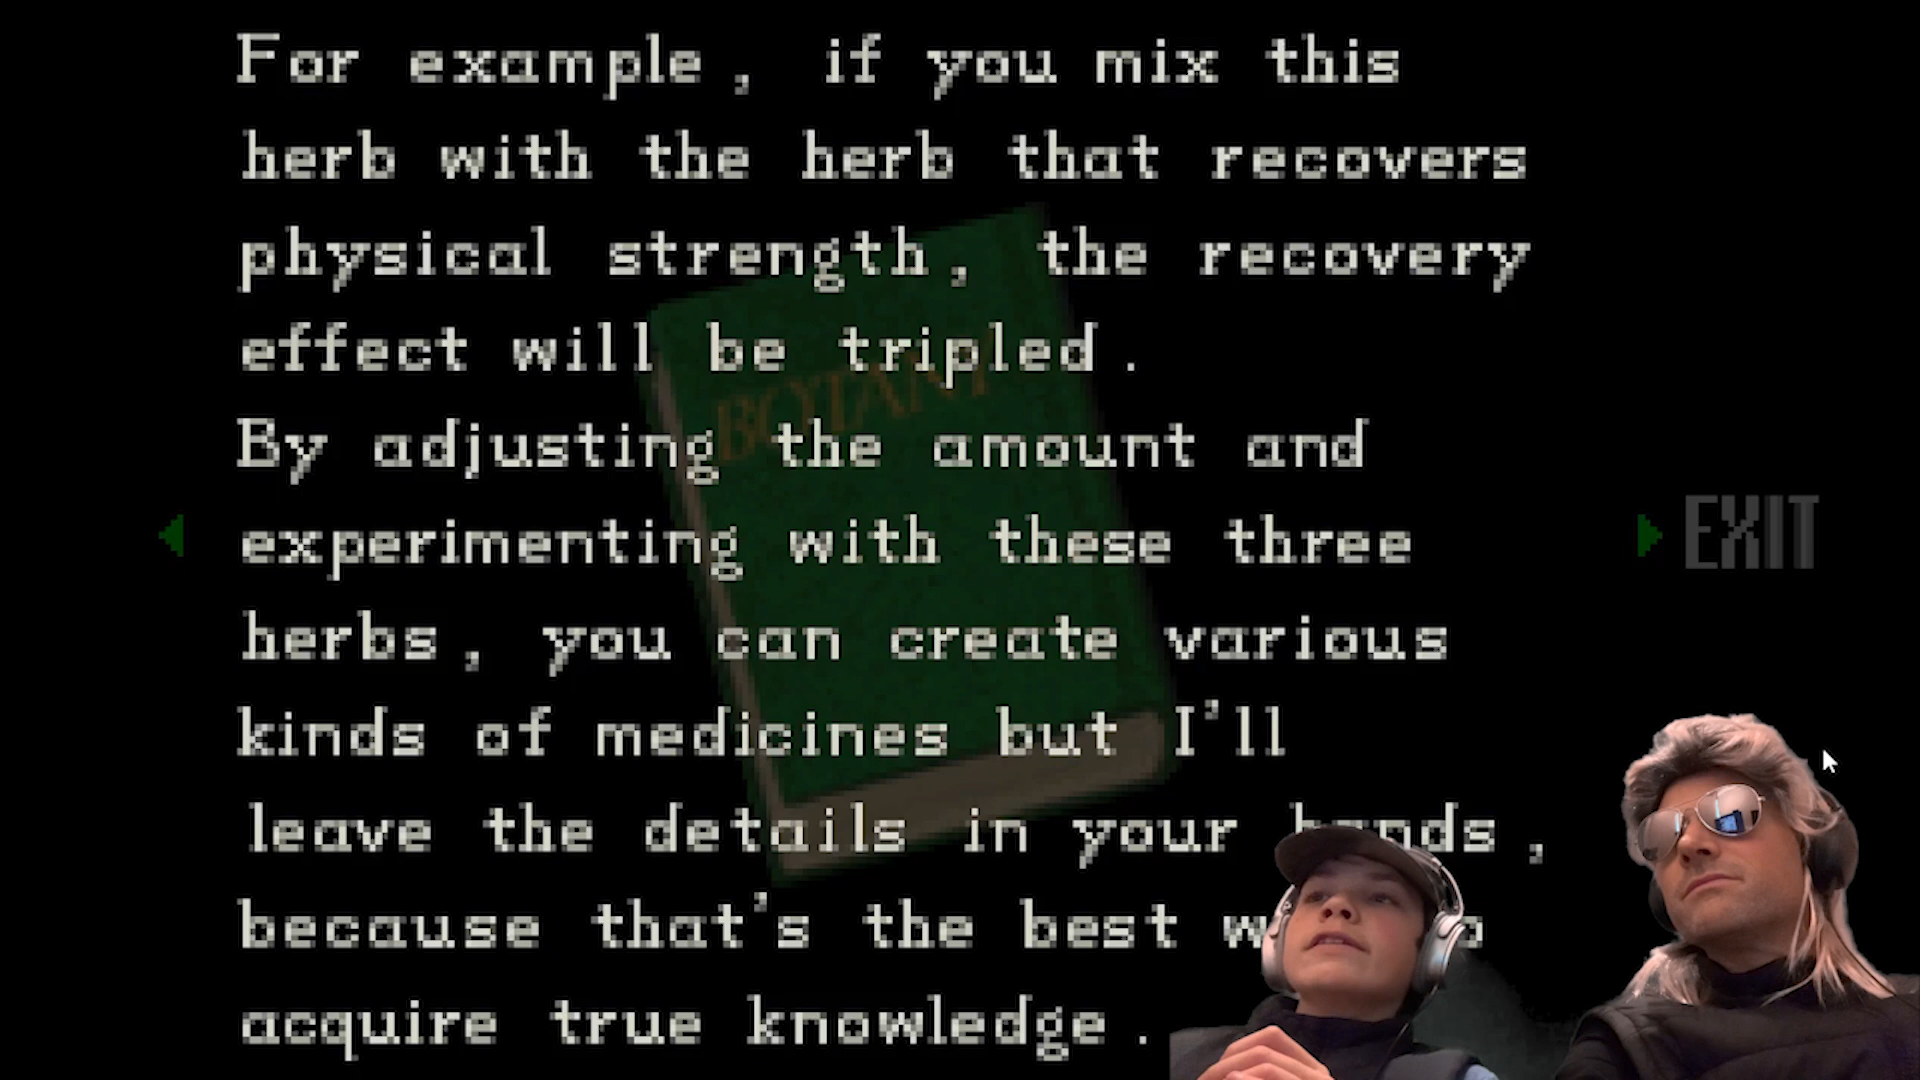 For example, if you mix this
herb with the herb that recovers
physical strength, the recovery
effect will be tripled.
BOTANY
By adjusting the amount and
experimenting with these three
EXIT
herbs, you can create various
kinds of medicines but I'll
leave the details in your hands,
because that's the best
acquire true knowledge.